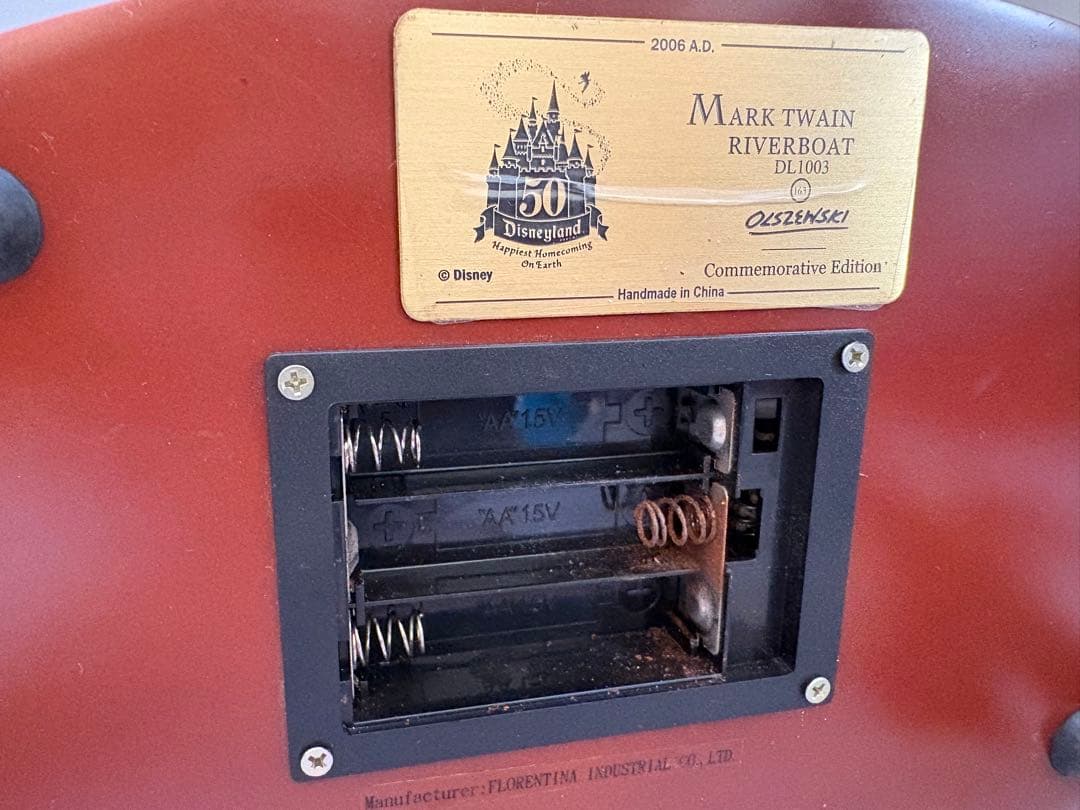 2006 A.D.
50
Disneyland
Happiest Homecoming
On Earth
© Disney
MARK TWAIN
RIVERBOAT
DL1003
163
OLSZEWSKI
Commemorative Edition
Handmade in China
"AA" 1.5V
"AA" 1.5V
Manufacturer:FLORENTINA INDUSTRIAL CO.,LTD.